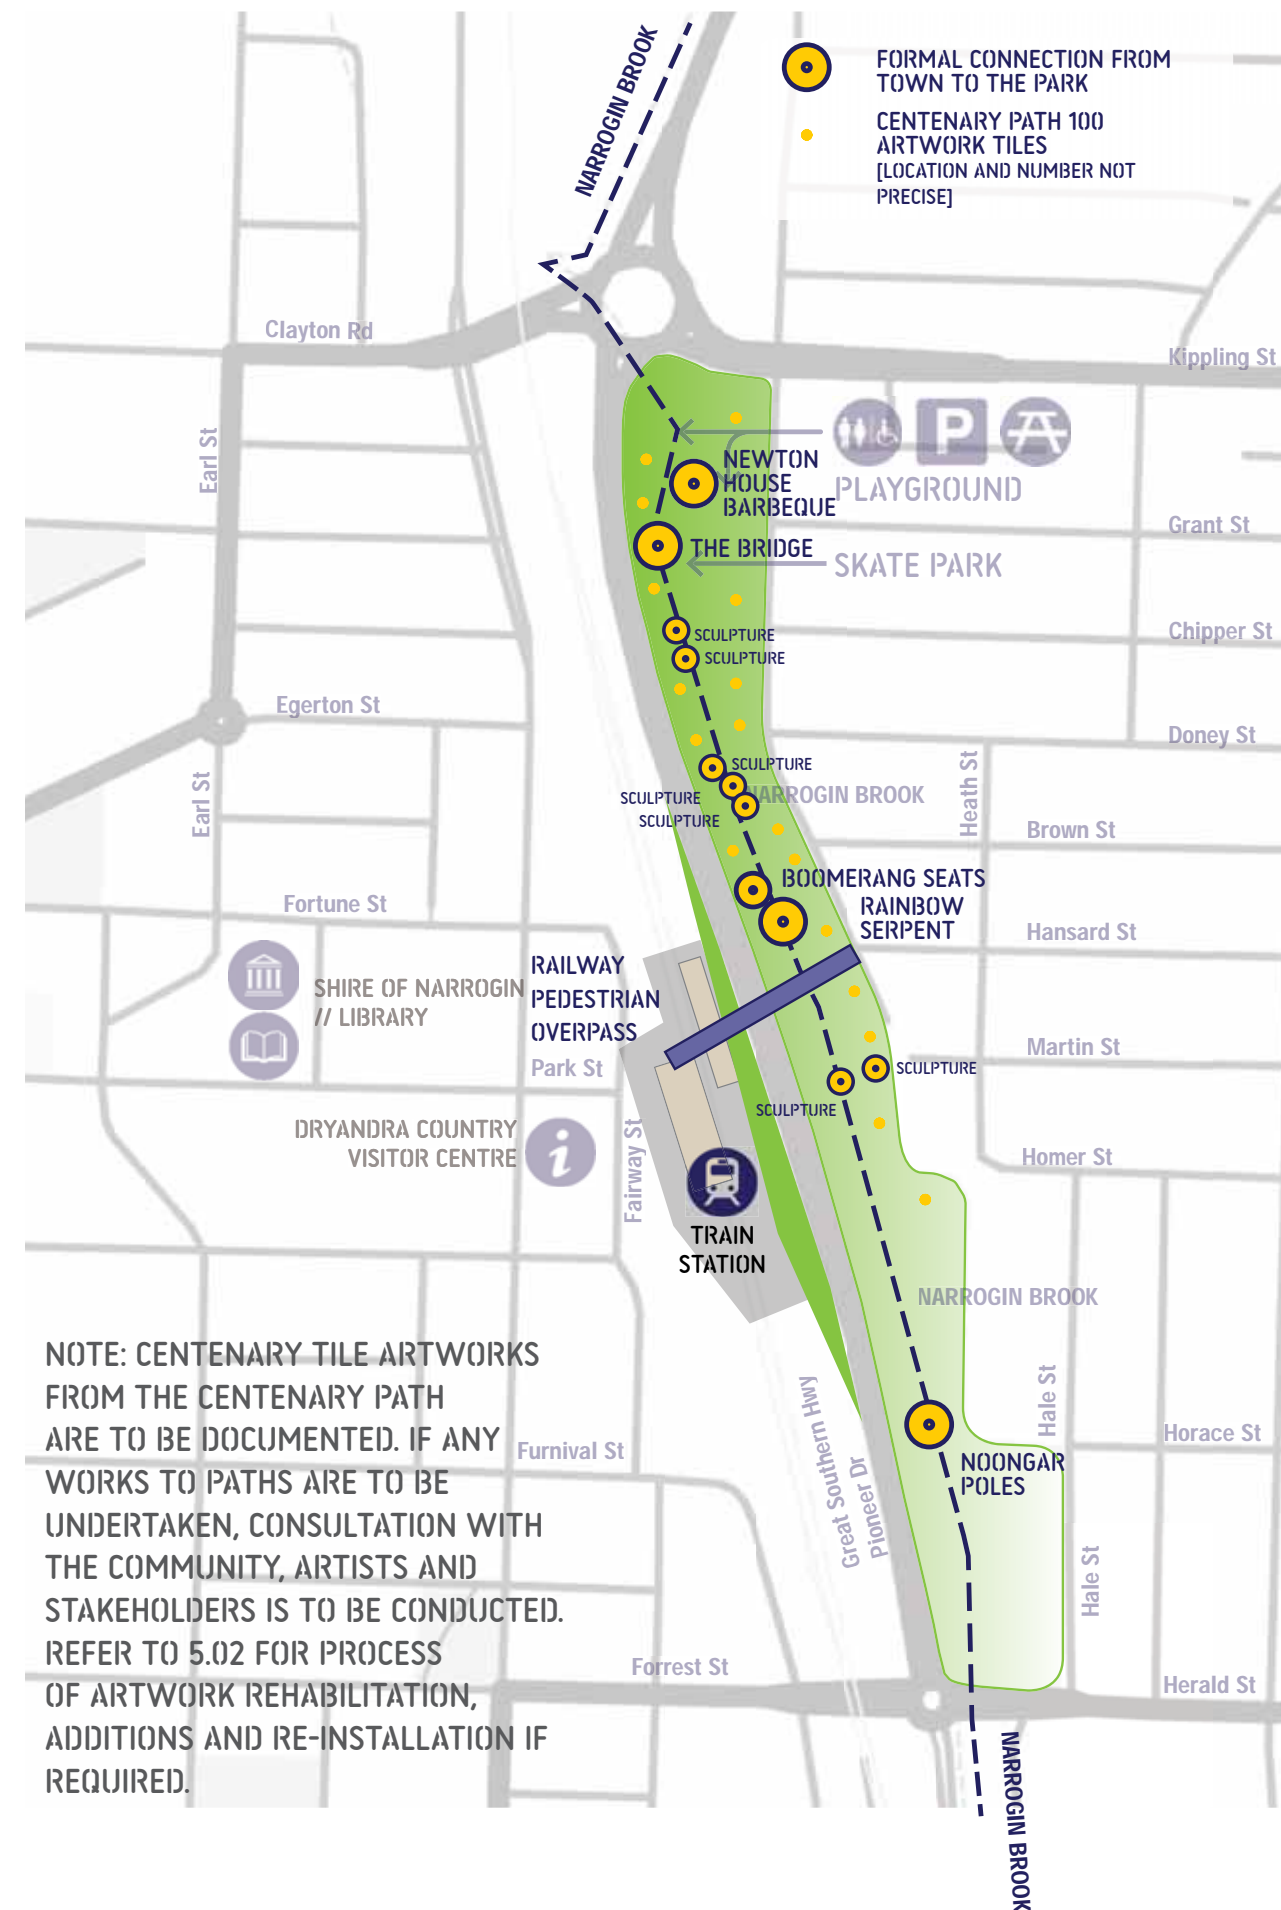 NARROGIN BROOK
FORMAL CONNECTION FROM
TOWN TO THE PARK
CENTENARY PATH 100
ARTWORK TILES
[LOCATION AND NUMBER NOT
PRECISE]
Clayton Rd
Kippling St
Earl St
P
NEWTON
HOUSE
BARBEQUE
PLAYGROUND
Grant St
THE BRIDGE
SKATE PARK
Chipper St
SCULPTURE
SCULPTURE
Egerton St
Doney St
Heath St
SCULPTURE
SCULPTURE
SCULPTURE
NARROGIN BROOK
Earl St
Brown St
BOOMERANG SEATS
RAINBOW
SERPENT
Fortune St
Hansard St
SHIRE OF NARROGIN
// LIBRARY
RAILWAY
PEDESTRIAN
OVERPASS
Park St
Martin St
SCULPTURE
SCULPTURE
DRYANDRA COUNTRY
VISITOR CENTRE
i
Fairway St
Homer St
TRAIN
STATION
NARROGIN BROOK
NOTE: CENTENARY TILE ARTWORKS
FROM THE CENTENARY PATH
ARE TO BE DOCUMENTED. IF ANY
WORKS TO PATHS ARE TO BE
UNDERTAKEN, CONSULTATION WITH
THE COMMUNITY, ARTISTS AND
STAKEHOLDERS IS TO BE CONDUCTED.
REFER TO 5.02 FOR PROCESS
OF ARTWORK REHABILITATION,
ADDITIONS AND RE-INSTALLATION IF
REQUIRED.
Great Southern Hwy
Pioneer Dr
Hale St
Horace St
Furnival St
NOONGAR
POLES
Hale St
Forrest St
Herald St
NARROGIN BROOK